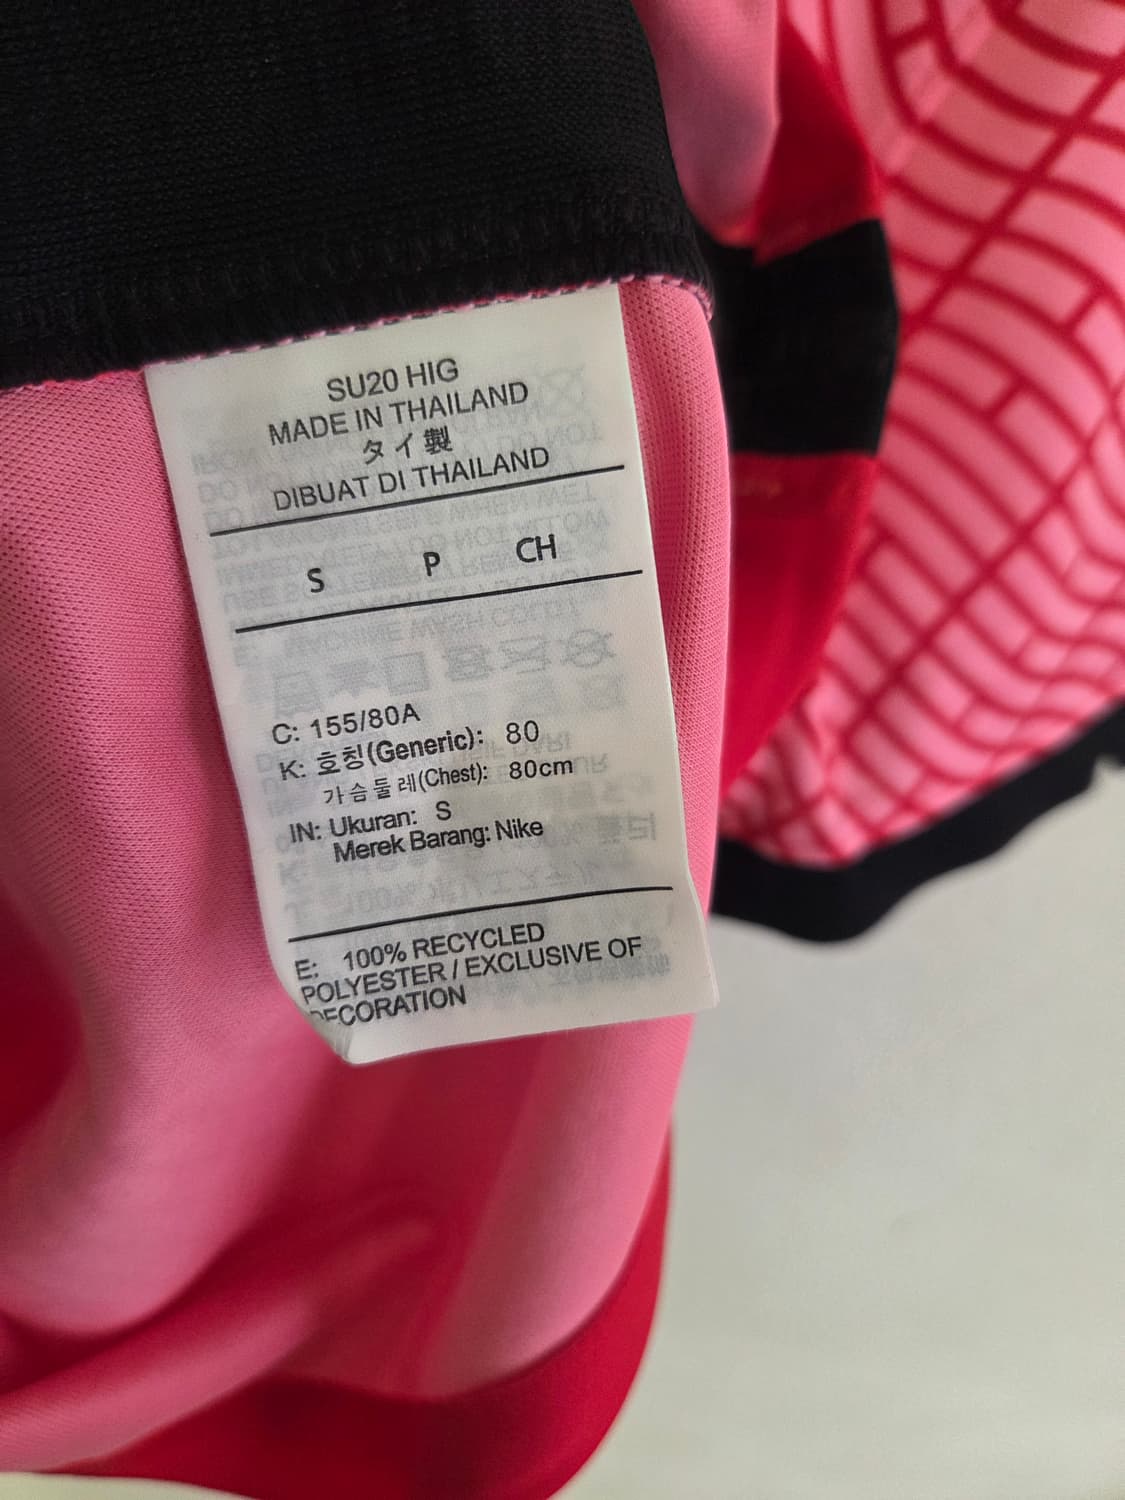 SU20 HIG
MADE IN THAILAND
タイ製
DIBUAT DI THAILAND
S P CH
C: 155/80A
K: 호칭(Generic): 80
가슴둘레(Chest): 80cm
IN: Ukuran: S
Merek Barang: Nike
E: 100% RECYCLED
POLYESTER / EXCLUSIVE OF
DECORATION